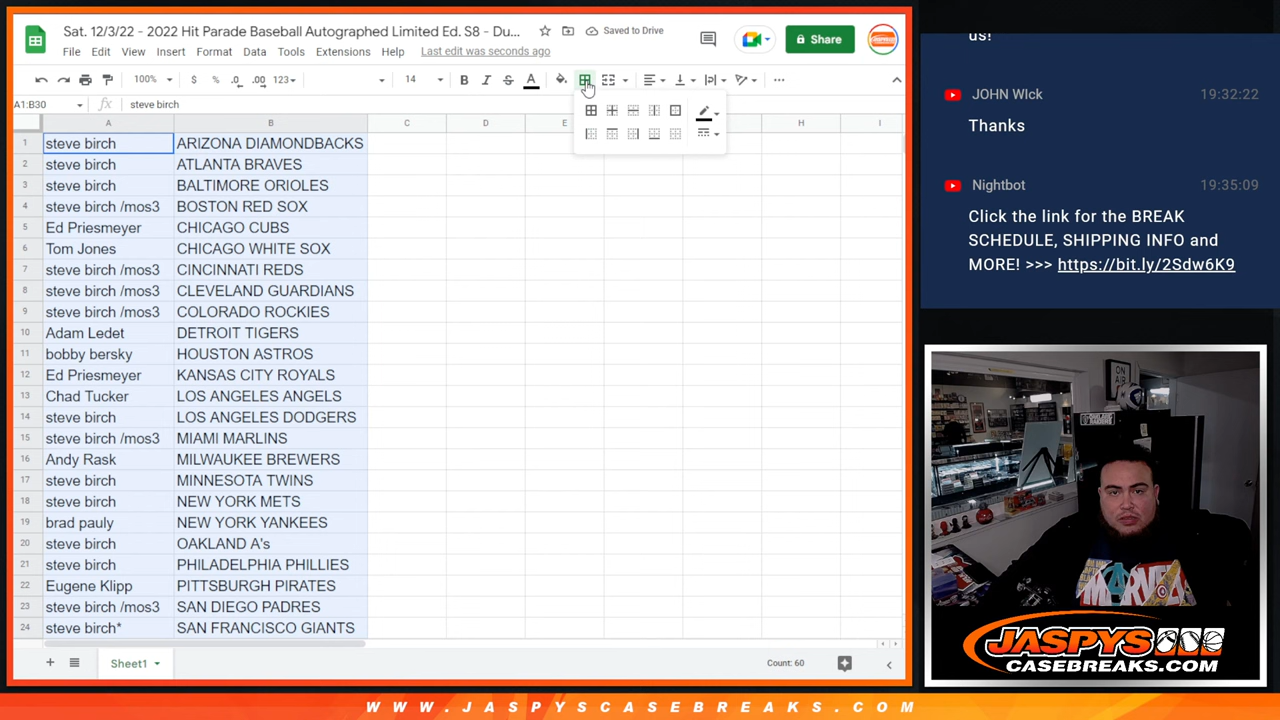 Sat. 12/3/22 - 2022 Hit Parade Baseball Autographed Limited Ed. S8 - Du...
Saved to Drive
Share
File Edit View Insert Format Data Tools Extensions Help Last edit was seconds ago
100% $ % .0 .00 123 14 B I S A
A1:B30 fx steve birch
A B C D E F G H I
1 steve birch ARIZONA DIAMONDBACKS
2 steve birch ATLANTA BRAVES
3 steve birch BALTIMORE ORIOLES
4 steve birch /mos3 BOSTON RED SOX
5 Ed Priesmeyer CHICAGO CUBS
6 Tom Jones CHICAGO WHITE SOX
7 steve birch /mos3 CINCINNATI REDS
8 steve birch /mos3 CLEVELAND GUARDIANS
9 steve birch /mos3 COLORADO ROCKIES
10 Adam Ledet DETROIT TIGERS
11 bobby bersky HOUSTON ASTROS
12 Ed Priesmeyer KANSAS CITY ROYALS
13 Chad Tucker LOS ANGELES ANGELS
14 steve birch LOS ANGELES DODGERS
15 steve birch /mos3 MIAMI MARLINS
16 Andy Rask MILWAUKEE BREWERS
17 steve birch MINNESOTA TWINS
18 steve birch NEW YORK METS
19 brad pauly NEW YORK YANKEES
20 steve birch OAKLAND A's
21 steve birch PHILADELPHIA PHILLIES
22 Eugene Klipp PITTSBURGH PIRATES
23 steve birch /mos3 SAN DIEGO PADRES
24 steve birch* SAN FRANCISCO GIANTS
Sheet1
Count: 60
us!
JOHN WIck 19:32:22
Thanks
Nightbot 19:35:09
Click the link for the BREAK
SCHEDULE, SHIPPING INFO and
MORE! >>> https://bit.ly/2Sdw6K9
ON
AIR
MARVEL
JASPYS
CASEBREAKS.COM
WWW.JASPYSCASEBREAKS.COM